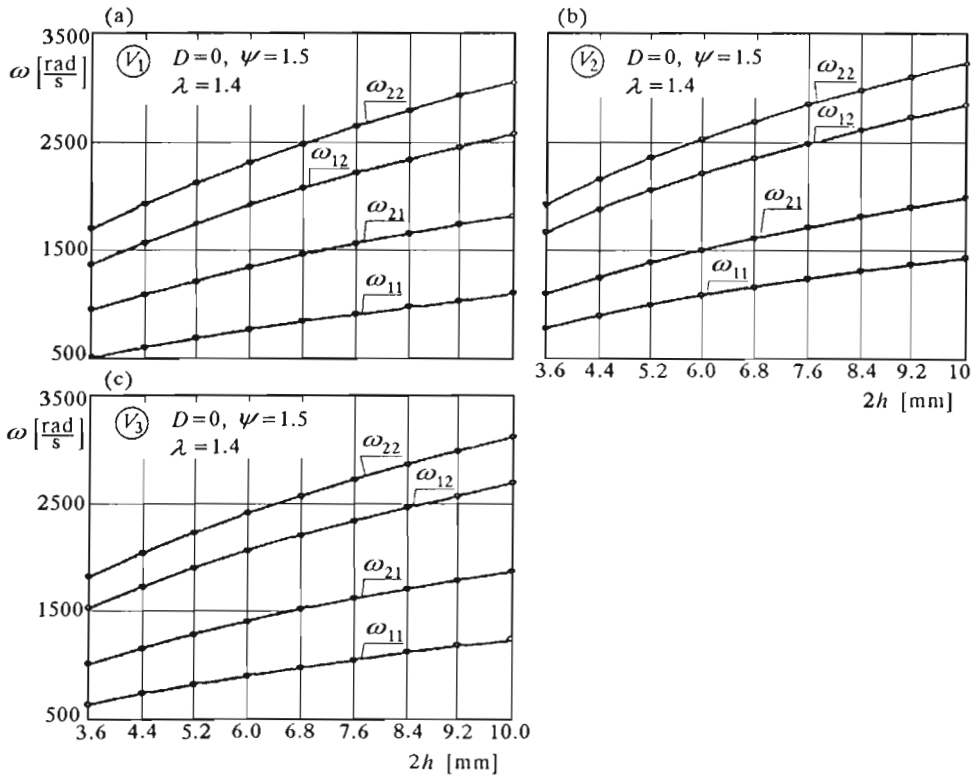 (a)
3500
ω [rad/s]
2500
1500
500
V₁ D=0, ψ=1.5
λ=1.4
ω₂₂
ω₁₂
ω₂₁
ω₁₁
(b)
V₂ D=0, ψ=1.5
λ=1.4
ω₂₂
ω₁₂
ω₂₁
ω₁₁
3.6 4.4 5.2 6.0 6.8 7.6 8.4 9.2 10
2h [mm]
(c)
3500
ω [rad/s]
2500
1500
500
V₃ D=0, ψ=1.5
λ=1.4
ω₂₂
ω₁₂
ω₂₁
ω₁₁
3.6 4.4 5.2 6.0 6.8 7.6 8.4 9.2 10.0
2h [mm]